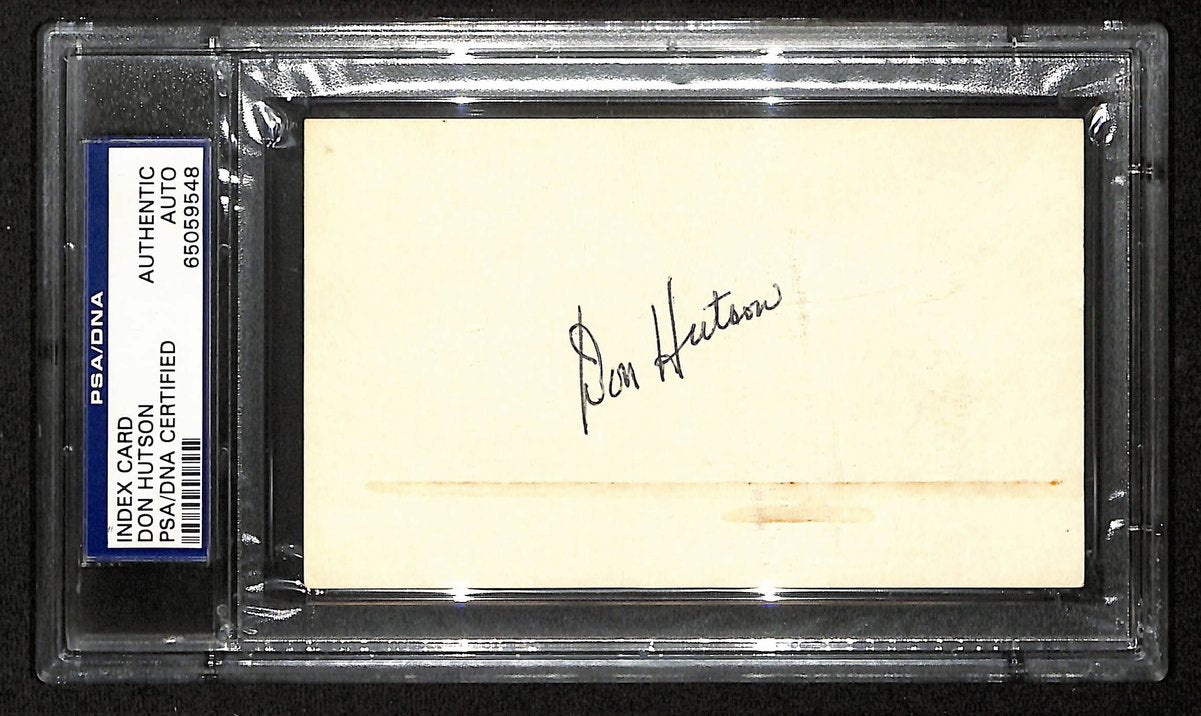 PSA/DNA
INDEX CARD
DON HUTSON
PSA/DNA CERTIFIED
AUTHENTIC
AUTO
65059548
Don Hutson